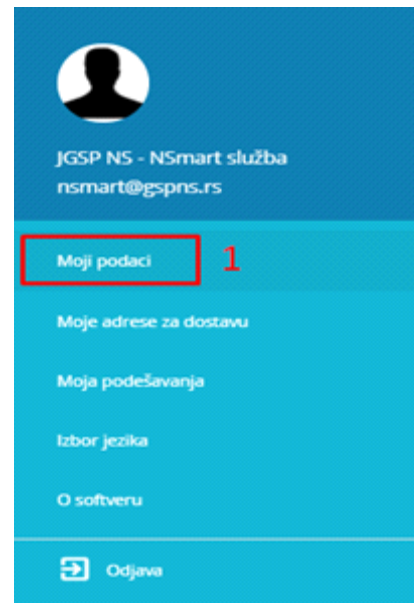 JGSP NS - NSmart služba
nsmart@gspns.rs
Moji podaci 1
Moje adrese za dostavu
Moja podešavanja
Izbor jezika
O softveru
Odjava